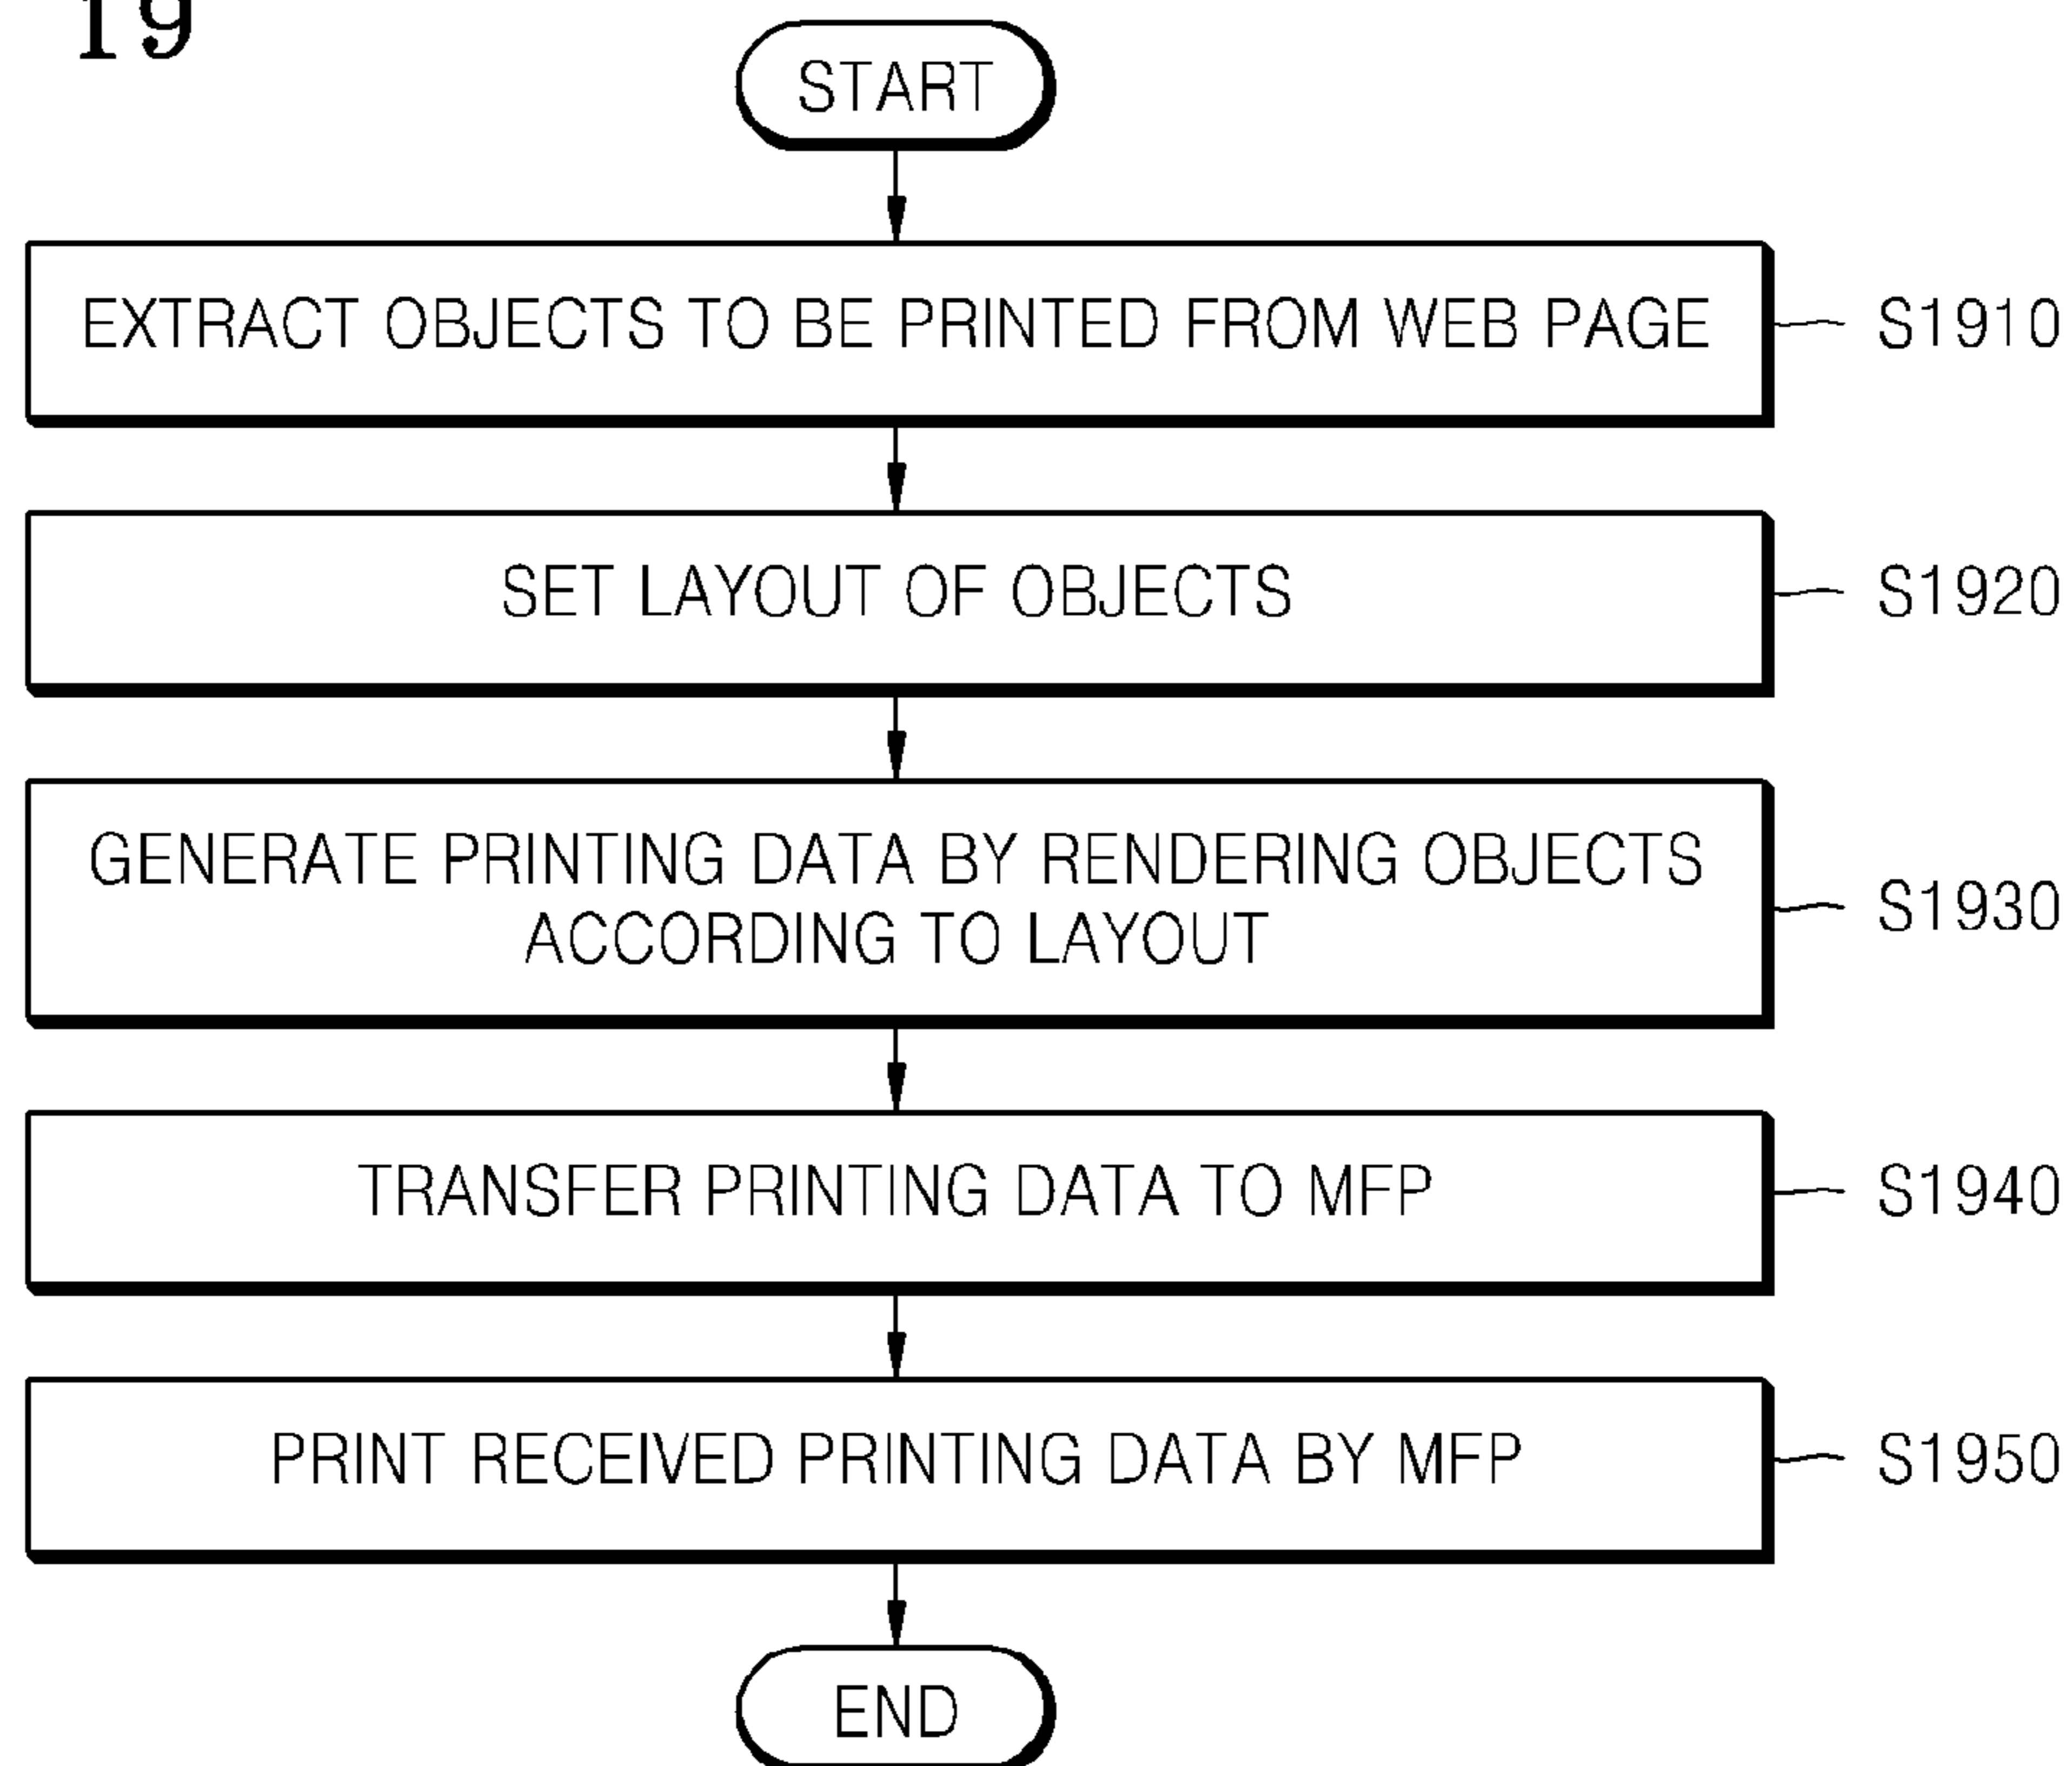 19
START
EXTRACT OBJECTS TO BE PRINTED FROM WEB PAGE
S1910
SET LAYOUT OF OBJECTS
S1920
GENERATE PRINTING DATA BY RENDERING OBJECTS
ACCORDING TO LAYOUT
S1930
TRANSFER PRINTING DATA TO MFP
S1940
PRINT RECEIVED PRINTING DATA BY MFP
S1950
END